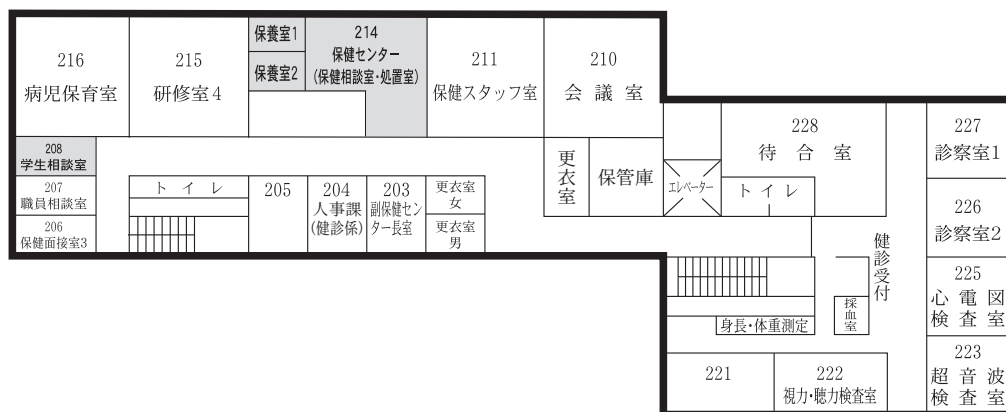 216
病児保育室
215
研修室4
保養室1
保養室2
214
保健センター
(保健相談室・処置室)
211
保健スタッフ室
210
会議室
208
学生相談室
207
職員相談室
206
保健面接室3
トイレ
205
204
人事課
(健診係)
203
副保健セン
ター長室
更衣室
女
更衣室
男
更衣室
保管庫
エレベーター
228
待合室
トイレ
227
診察室1
226
診察室2
健診受付
225
心電図
検査室
採血室
身長・体重測定
223
超音波
検査室
221
222
視力・聴力検査室